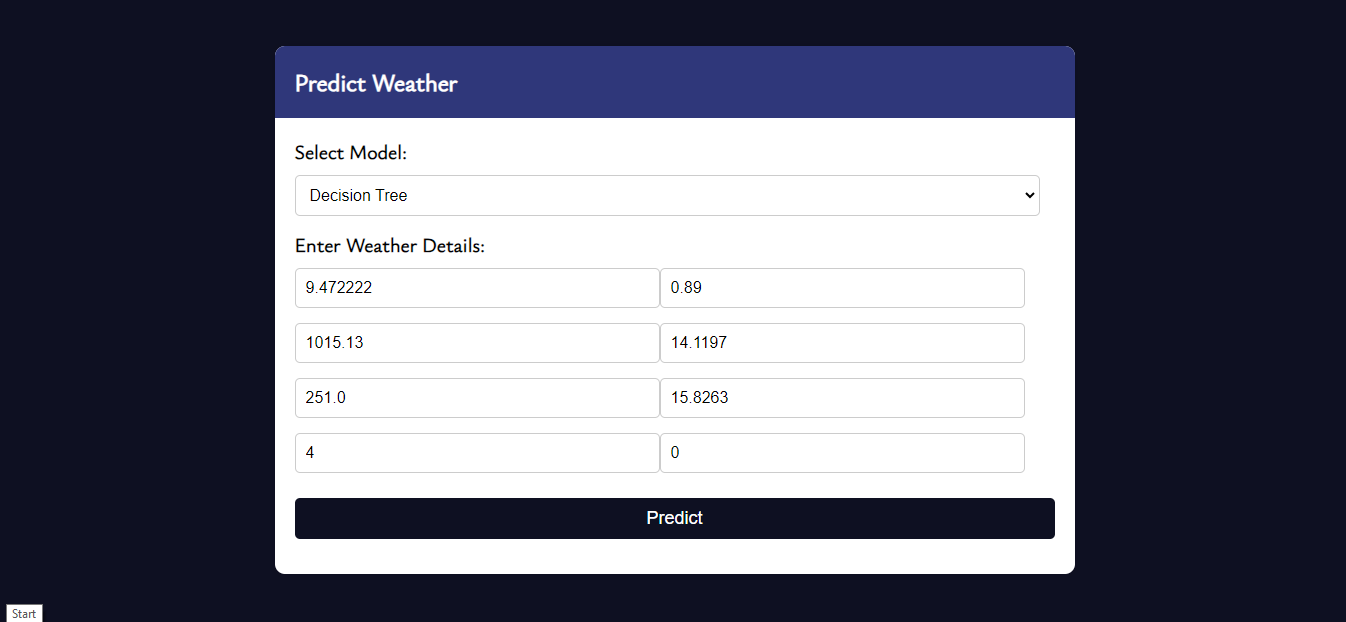 Predict Weather
Select Model:
Decision Tree
Enter Weather Details:
9.472222 0.89
1015.13 14.1197
251.0 15.8263
4 0
Predict
Start